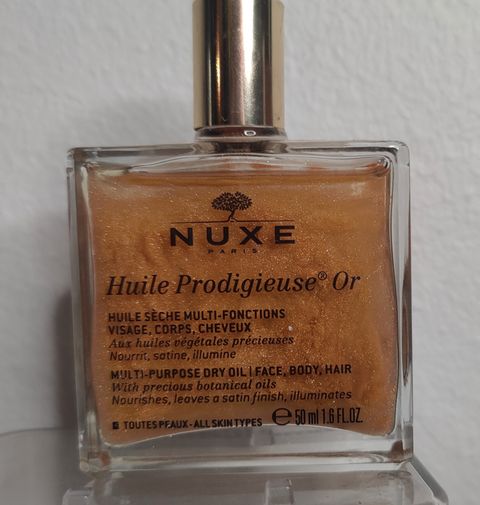 NUXE
PARIS
Huile Prodigieuse® Or
HUILE SÈCHE MULTI-FONCTIONS
VISAGE, CORPS, CHEVEUX
Aux huiles végétales précieuses
Nourrit, satine, illumine
MULTI-PURPOSE DRY OIL | FACE, BODY, HAIR
With precious botanical oils
Nourishes, leaves a satin finish, illuminates
TOUTES PEAUX - ALL SKIN TYPES ℮ 50 ml 1.6 FL.OZ.